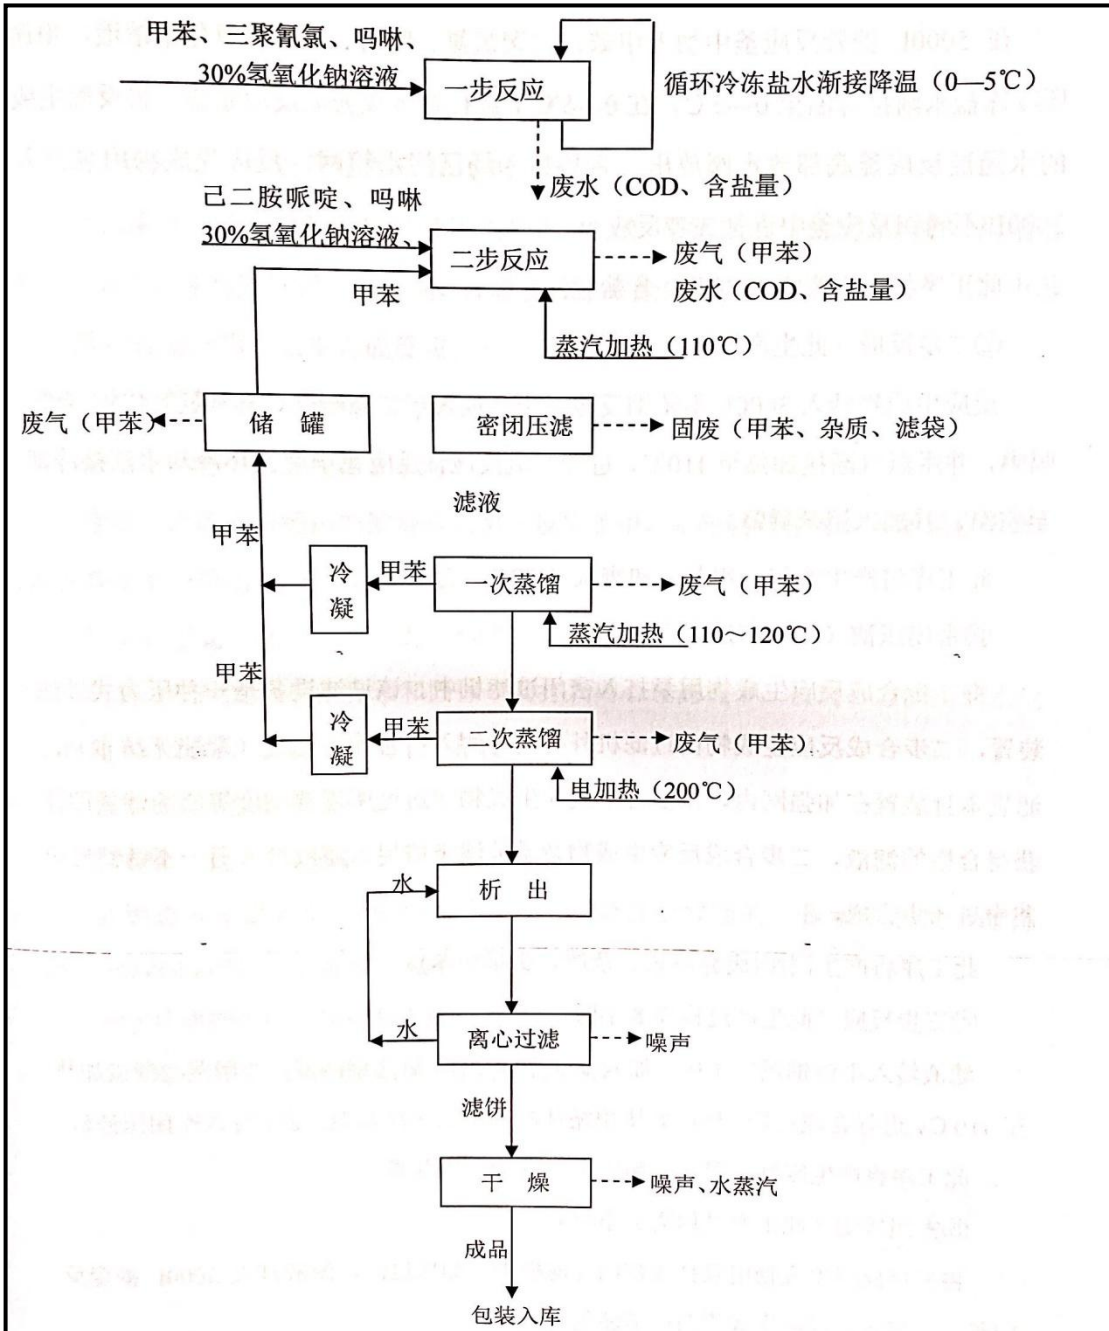 甲苯、三聚氰氯、吗啉、
30%氢氧化钠溶液
一步反应
循环冷冻盐水渐接降温(0—5℃)
废水(COD、含盐量)
己二胺哌啶、吗啉
30%氢氧化钠溶液、
二步反应
废气(甲苯)
甲苯
废水(COD、含盐量)
蒸汽加热(110℃)
废气(甲苯)
储 罐
密闭压滤
固废(甲苯、杂质、滤袋)
滤液
甲苯
冷凝
甲苯
一次蒸馏
废气(甲苯)
蒸汽加热(110～120℃)
甲苯
冷凝
甲苯
二次蒸馏
废气(甲苯)
电加热(200℃)
水
析 出
水
离心过滤
噪声
滤饼
干 燥
噪声、水蒸汽
成品
包装入库